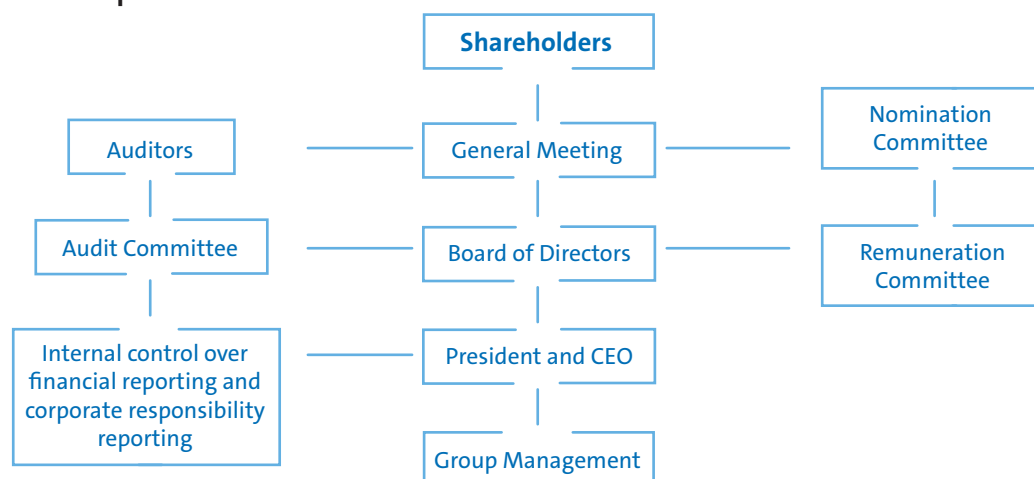 Shareholders
Auditors
General Meeting
Nomination
Committee
Audit Committee
Board of Directors
Remuneration
Committee
Internal control over
financial reporting and
corporate responsibility
reporting
President and CEO
Group Management